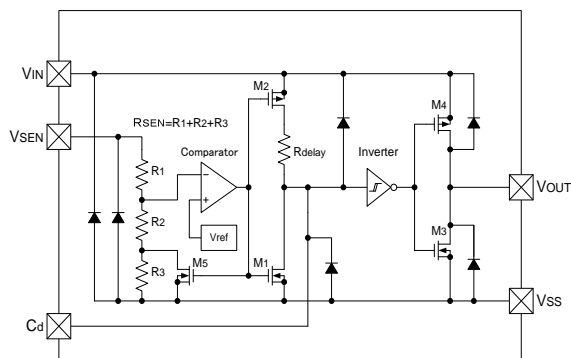 VIN
M2
M4
VSEN
RSEN=R1+R2+R3
Comparator
Rdelay
Inverter
R1
−
+
VOUT
R2
Vref
M3
R3
M5
M1
VSS
Cd